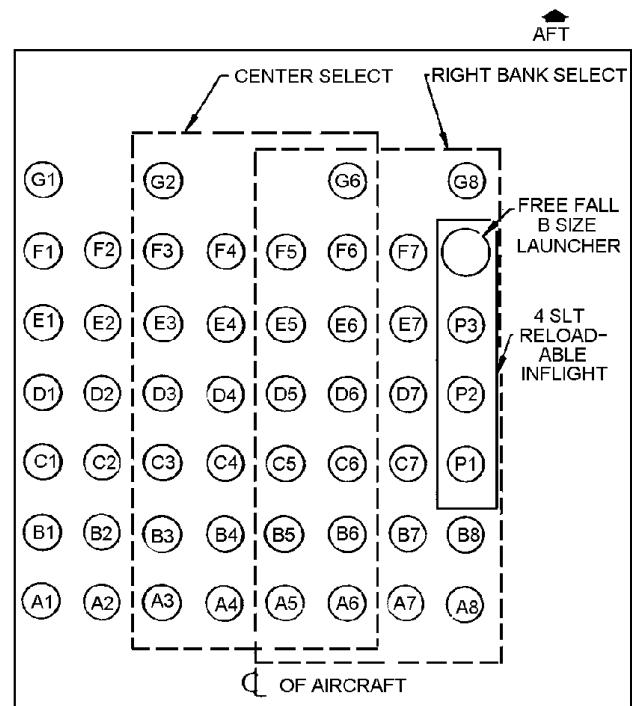 AFT
CENTER SELECT
RIGHT BANK SELECT
G1 G2 G6 G8
FREE FALL
B SIZE
LAUNCHER
F1 F2 F3 F4 F5 F6 F7
E1 E2 E3 E4 E5 E6 E7 P3
4 SLT
RELOAD-
ABLE
INFLIGHT
D1 D2 D3 D4 D5 D6 D7 P2
C1 C2 C3 C4 C5 C6 C7 P1
B1 B2 B3 B4 B5 B6 B7 B8
A1 A2 A3 A4 A5 A6 A7 A8
℄ OF AIRCRAFT